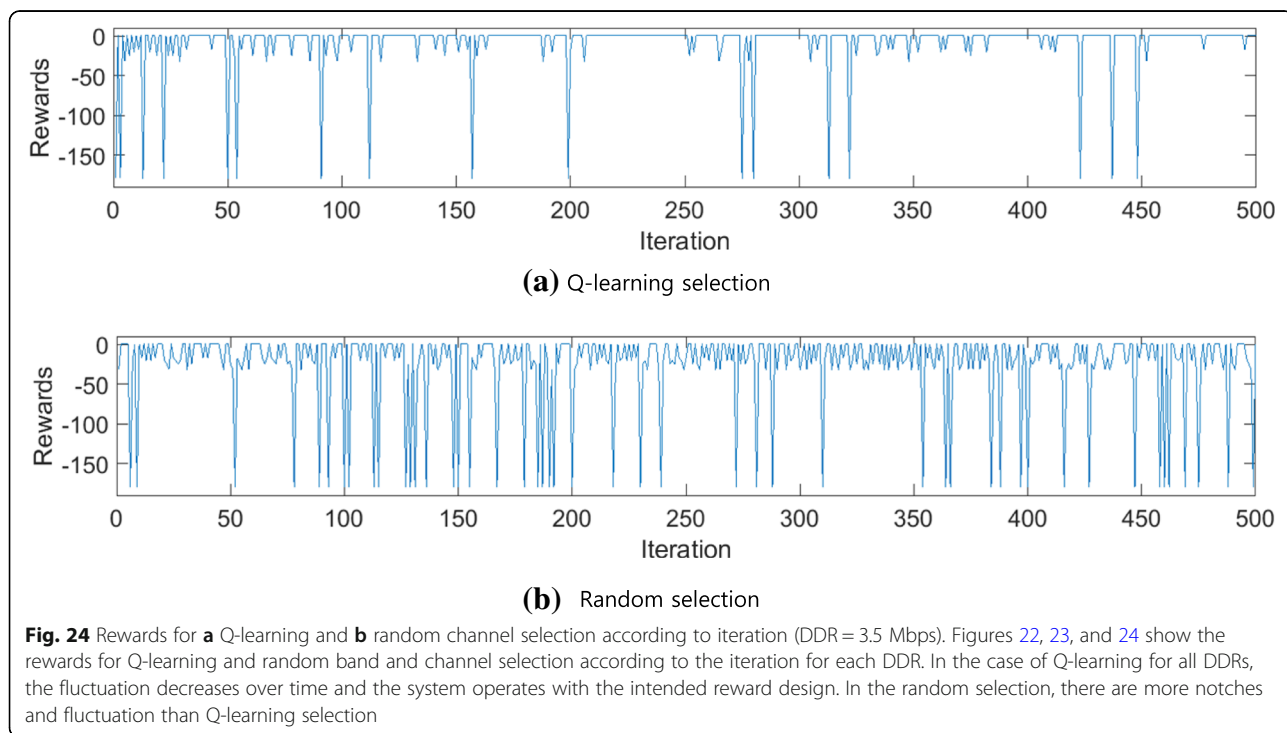 0
-50
-100
-150
Rewards
0 50 100 150 200 250 300 350 400 450 500
Iteration
(a) Q-learning selection
0
-50
-100
-150
Rewards
0 50 100 150 200 250 300 350 400 450 500
Iteration
(b) Random selection
Fig. 24 Rewards for a Q-learning and b random channel selection according to iteration (DDR = 3.5 Mbps). Figures 22, 23, and 24 show the
rewards for Q-learning and random band and channel selection according to the iteration for each DDR. In the case of Q-learning for all DDRs,
the fluctuation decreases over time and the system operates with the intended reward design. In the random selection, there are more notches
and fluctuation than Q-learning selection